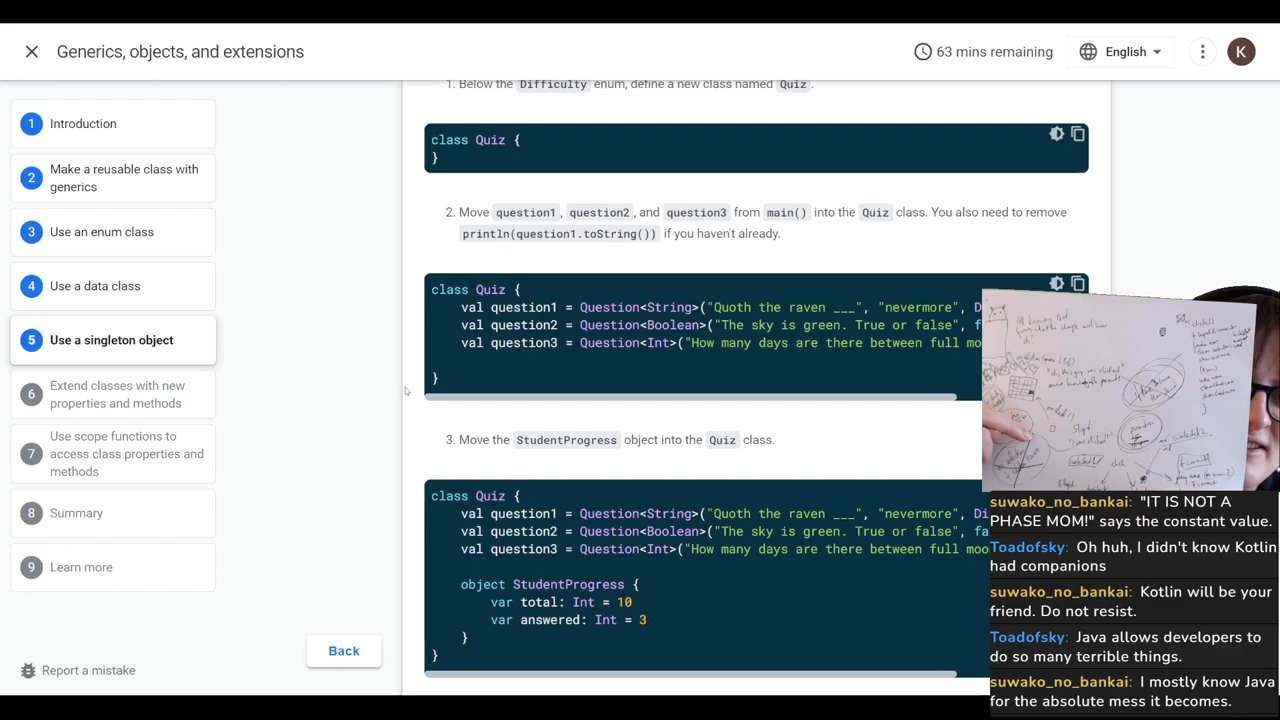 Generics, objects, and extensions
63 mins remaining
English
K
1 Introduction
2 Make a reusable class with
generics
3 Use an enum class
4 Use a data class
5 Use a singleton object
6 Extend classes with new
properties and methods
7 Use scope functions to
access class properties and
methods
8 Summary
9 Learn more
Report a mistake
Back
1. Below the Difficulty enum, define a new class named Quiz.
class Quiz {
}
2. Move question1, question2, and question3 from main() into the Quiz class. You also need to remove
println(question1.toString()) if you haven't already.
class Quiz {
val question1 = Question<String>("Quoth the raven ___", "nevermore", D
val question2 = Question<Boolean>("The sky is green. True or false", f
val question3 = Question<Int>("How many days are there between full mo
}
3. Move the StudentProgress object into the Quiz class.
class Quiz {
val question1 = Question<String>("Quoth the raven ___", "nevermore", Di
val question2 = Question<Boolean>("The sky is green. True or false", fa
val question3 = Question<Int>("How many days are there between full moo
object StudentProgress {
var total: Int = 10
var answered: Int = 3
}
}
suwako_no_bankai: "IT IS NOT A
PHASE MOM!" says the constant value.
Toadofsky: Oh huh, I didn't know Kotlin
had companions
suwako_no_bankai: Kotlin will be your
friend. Do not resist.
Toadofsky: Java allows developers to
do so many terrible things.
suwako_no_bankai: I mostly know Java
for the absolute mess it becomes.